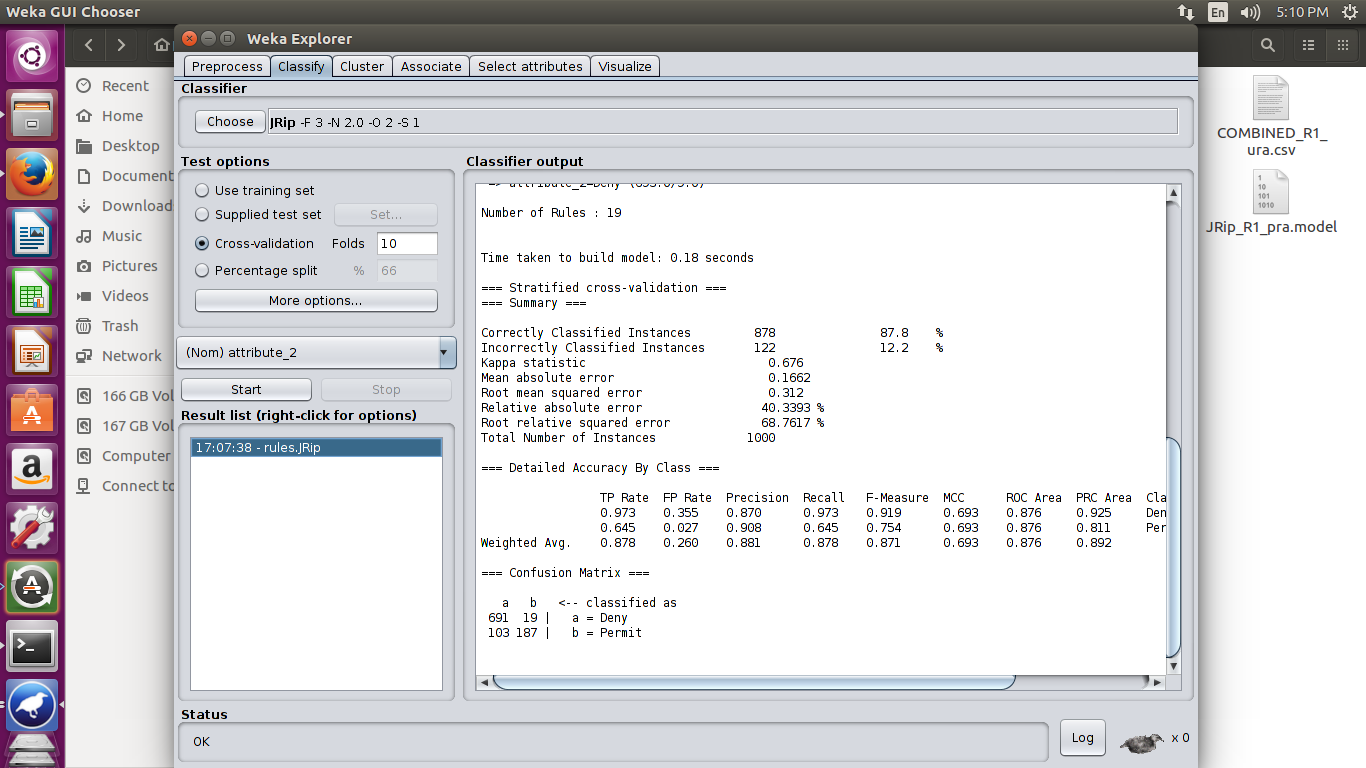 Weka GUI Chooser
En
5:10 PM
Weka Explorer
Recent
Home
Desktop
Document
Download
Music
Pictures
Videos
Trash
Network
166 GB Vol
167 GB Vol
Computer
Connect to
Preprocess Classify Cluster Associate Select attributes Visualize
Classifier
Choose JRip -F 3 -N 2.0 -O 2 -S 1
Test options
Use training set
Supplied test set Set...
Cross-validation Folds 10
Percentage split % 66
More options...
(Nom) attribute_2
Start Stop
Result list (right-click for options)
17:07:38 - rules.JRip
Classifier output
Number of Rules : 19
Time taken to build model: 0.18 seconds
=== Stratified cross-validation ===
=== Summary ===
Correctly Classified Instances 878 87.8 %
Incorrectly Classified Instances 122 12.2 %
Kappa statistic 0.676
Mean absolute error 0.1662
Root mean squared error 0.312
Relative absolute error 40.3393 %
Root relative squared error 68.7617 %
Total Number of Instances 1000
=== Detailed Accuracy By Class ===
TP Rate FP Rate Precision Recall F-Measure MCC ROC Area PRC Area Cla
0.973 0.355 0.870 0.973 0.919 0.693 0.876 0.925 Den
0.645 0.027 0.908 0.645 0.754 0.693 0.876 0.811 Per
Weighted Avg. 0.878 0.260 0.881 0.878 0.871 0.693 0.876 0.892
=== Confusion Matrix ===
a b <-- classified as
691 19 | a = Deny
103 187 | b = Permit
Status
OK
Log
x 0
COMBINED_R1_
ura.csv
1
10
101
1010
JRip_R1_pra.model